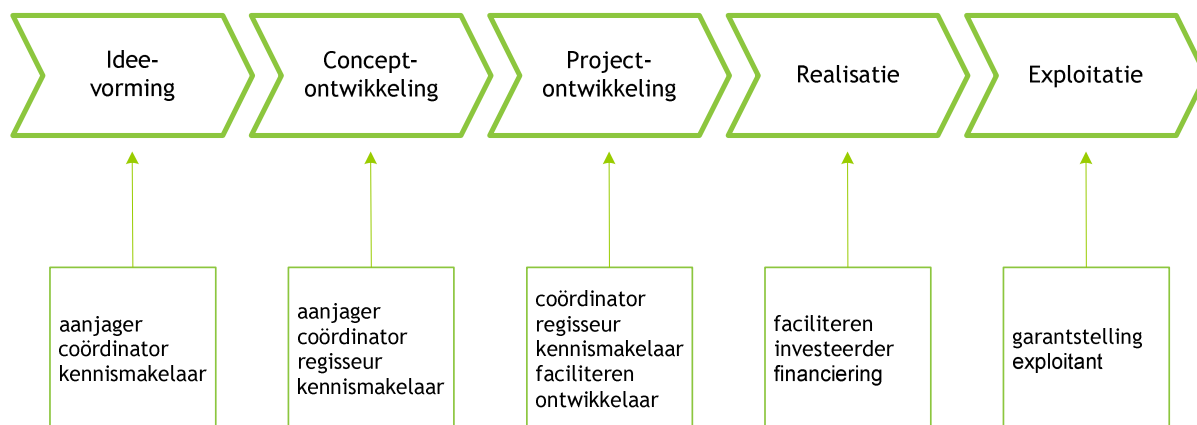 Idee-
vorming
Concept-
ontwikkeling
Project-
ontwikkeling
Realisatie
Exploitatie
aanjager
coördinator
kennismakelaar
aanjager
coördinator
regisseur
kennismakelaar
coördinator
regisseur
kennismakelaar
faciliteren
ontwikkelaar
faciliteren
investeerder
financiering
garantstelling
exploitant